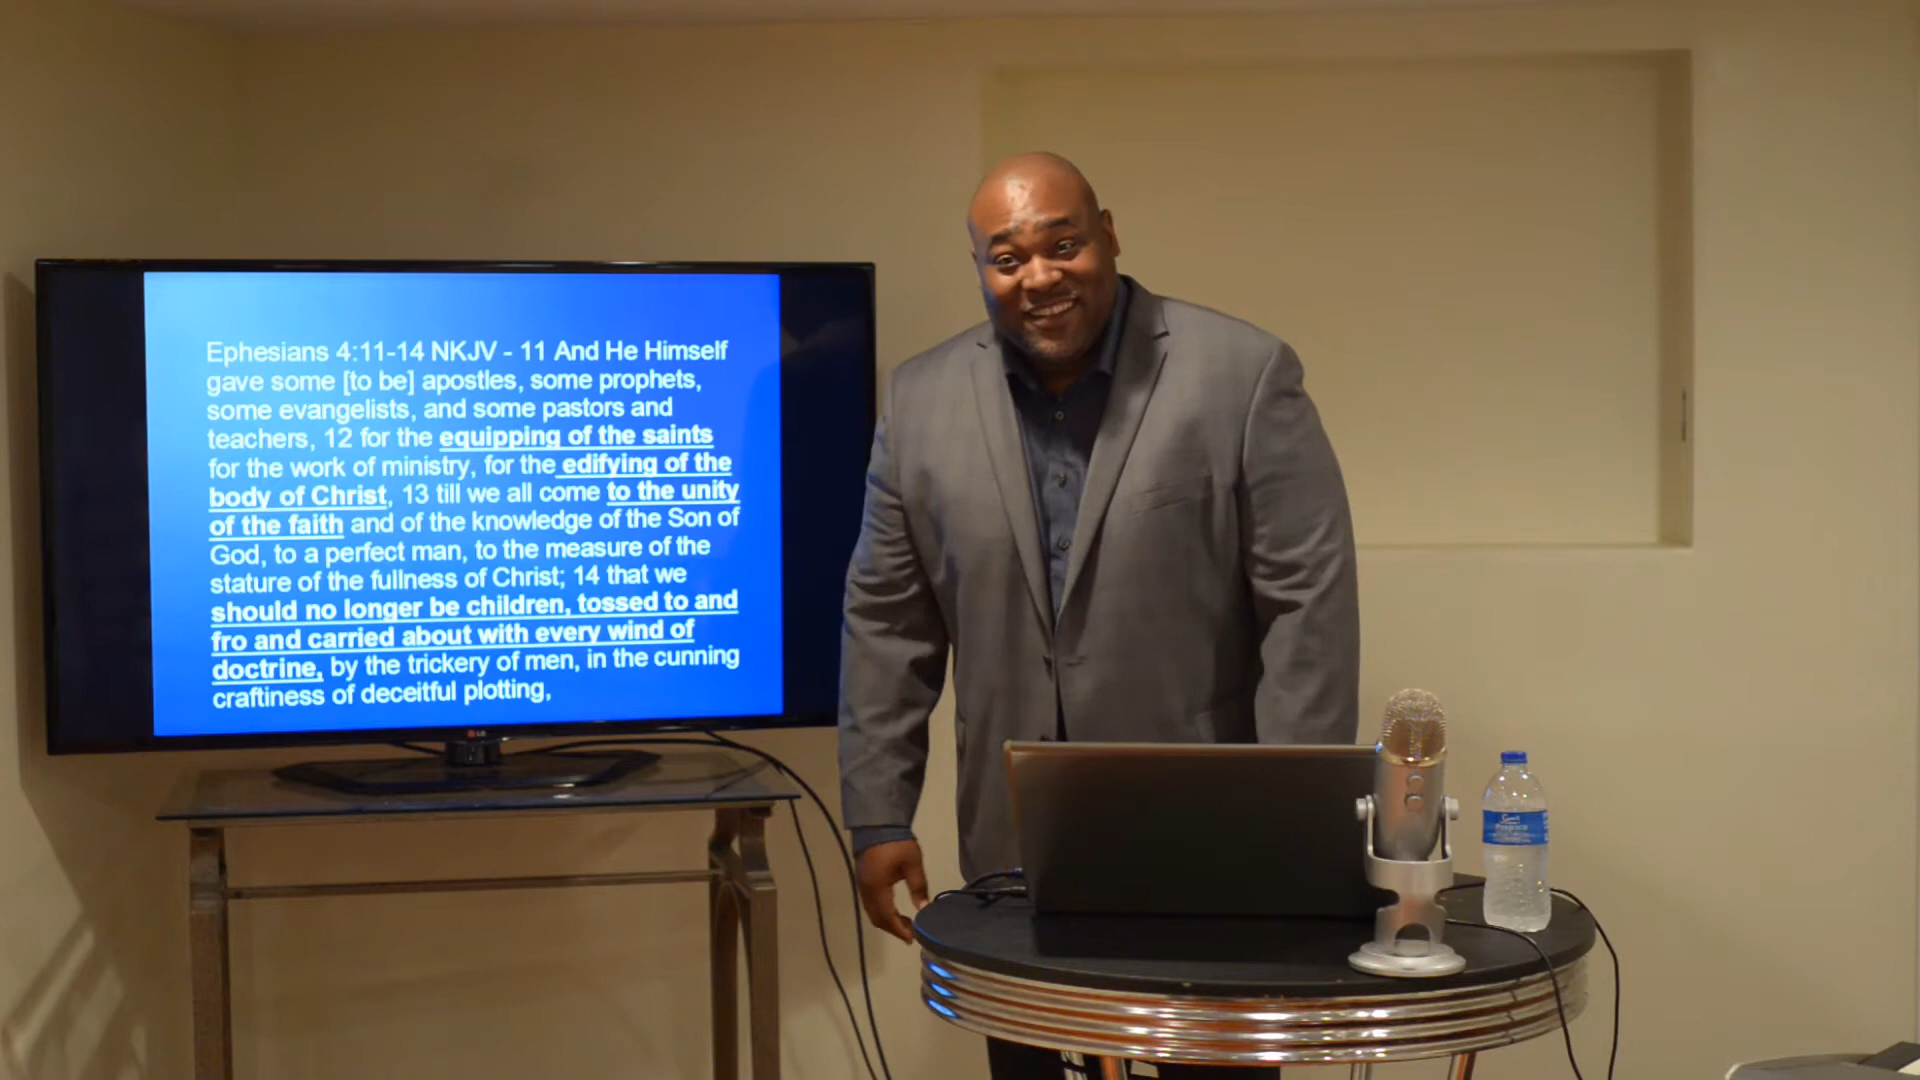 Ephesians 4:11-14 NKJV - 11 And He Himself
gave some [to be] apostles, some prophets,
some evangelists, and some pastors and
teachers, 12 for the equipping of the saints
for the work of ministry, for the edifying of the
body of Christ, 13 till we all come to the unity
of the faith and of the knowledge of the Son of
God, to a perfect man, to the measure of the
stature of the fullness of Christ; 14 that we
should no longer be children, tossed to and
fro and carried about with every wind of
doctrine, by the trickery of men, in the cunning
craftiness of deceitful plotting,
LG